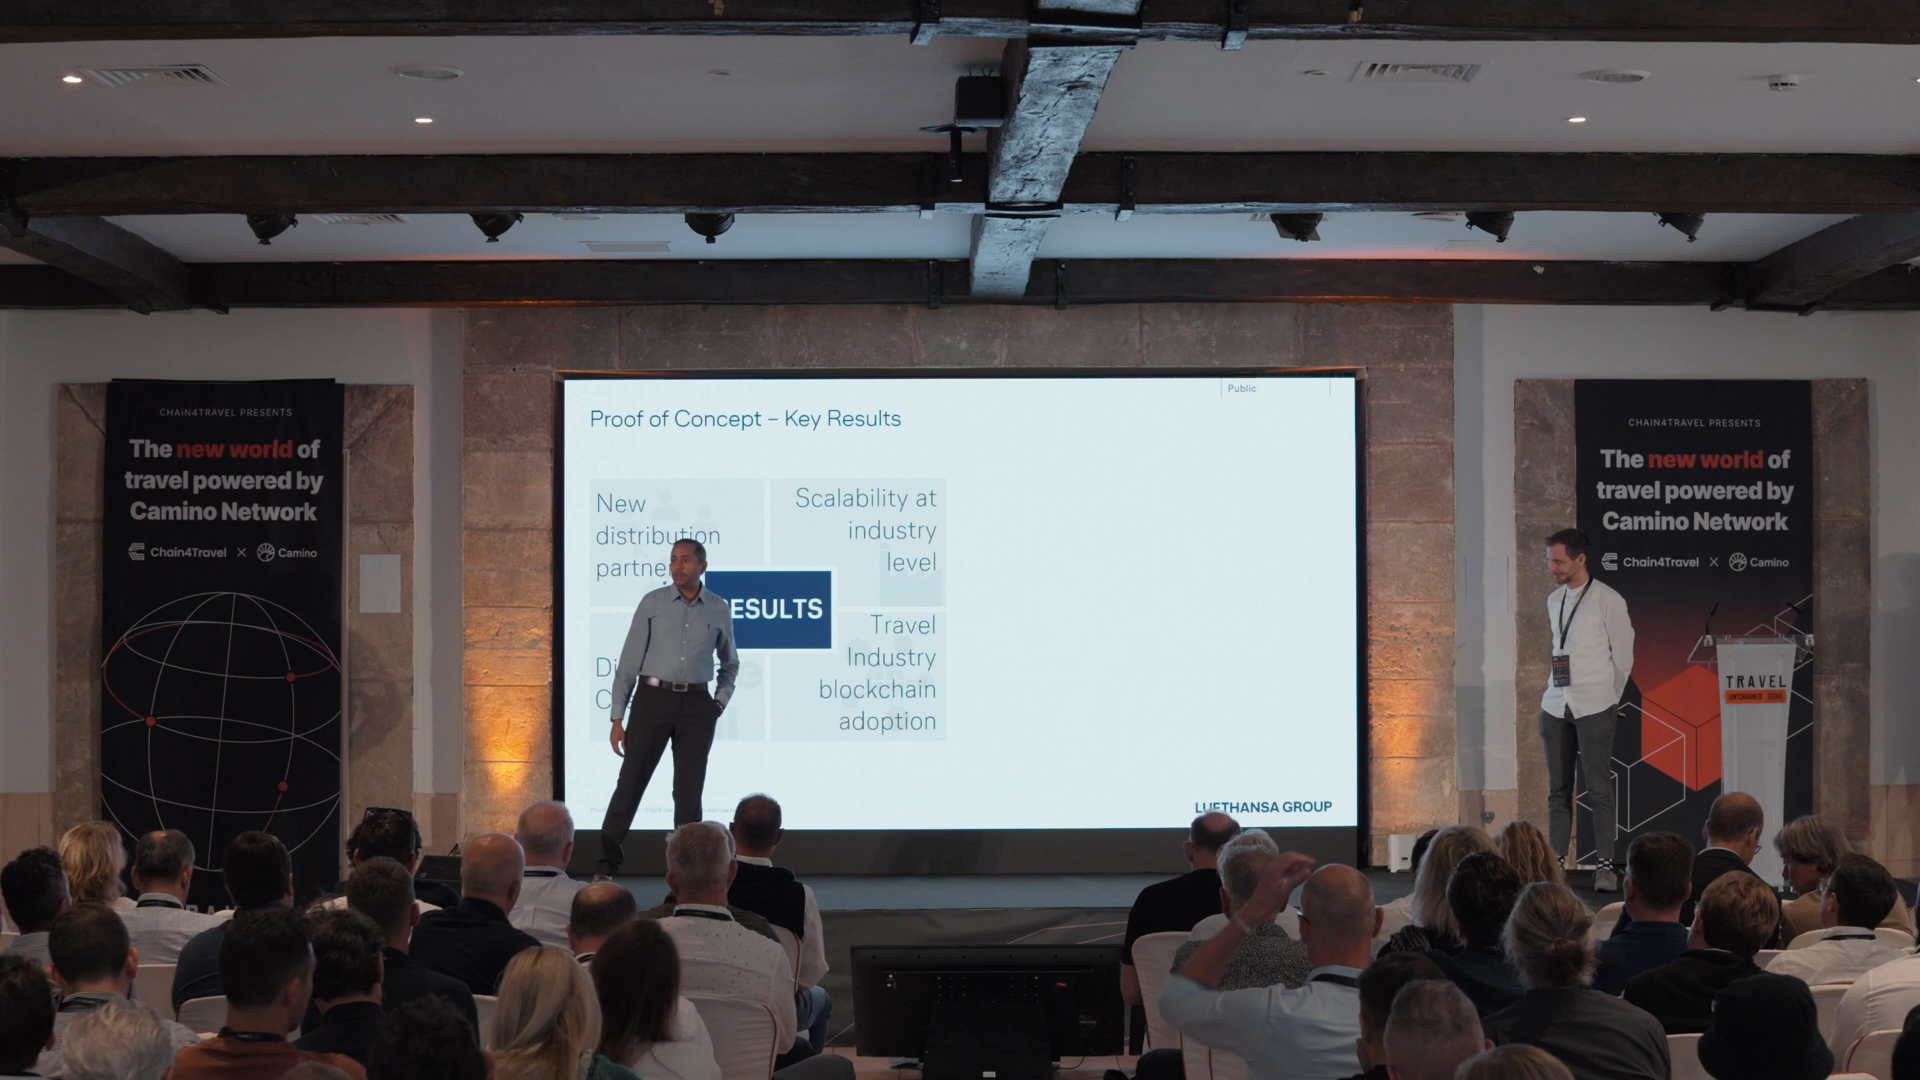 CHAIN4TRAVEL PRESENTS
The new world of
travel powered by
Camino Network
Chain4Travel X Camino
Public
Proof of Concept – Key Results
New
distribution
Scalability at
industry
level
Travel
Industry
blockchain
adoption
LUFTHANSA GROUP
CHAIN4TRAVEL PRESENTS
The new world of
travel powered by
Camino Network
Chain4Travel X Camino
TRAVEL